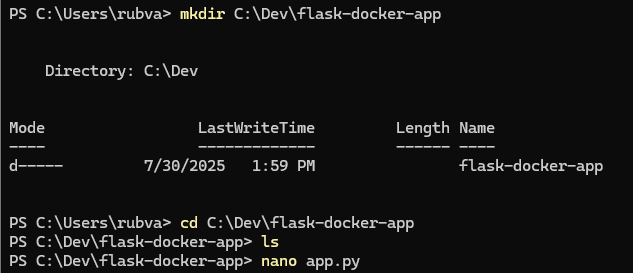 PS C:\Users\rubva> mkdir C:\Dev\flask-docker-app
Directory: C:\Dev
Mode LastWriteTime Length Name
---- ------------- ------ ----
d----- 7/30/2025 1:59 PM flask-docker-app
PS C:\Users\rubva> cd C:\Dev\flask-docker-app
PS C:\Dev\flask-docker-app> ls
PS C:\Dev\flask-docker-app> nano app.py